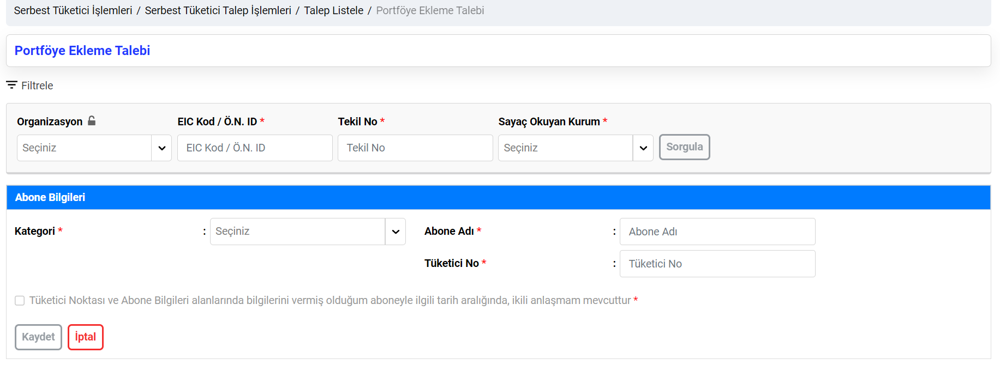 Serbest Tüketici İşlemleri / Serbest Tüketici Talep İşlemleri / Talep Listele / Portföye Ekleme Talebi
Portföye Ekleme Talebi
Filtrele
Organizasyon EIC Kod / Ö.N. ID * Tekil No * Sayaç Okuyan Kurum *
Seçiniz EIC Kod / Ö.N. ID Tekil No Seçiniz Sorgula
Abone Bilgileri
Kategori * : Seçiniz Abone Adı * : Abone Adı
Tüketici No * : Tüketici No
Tüketici Noktası ve Abone Bilgileri alanlarında bilgilerini vermiş olduğum aboneyle ilgili tarih aralığında, ikili anlaşmam mevcuttur *
Kaydet İptal